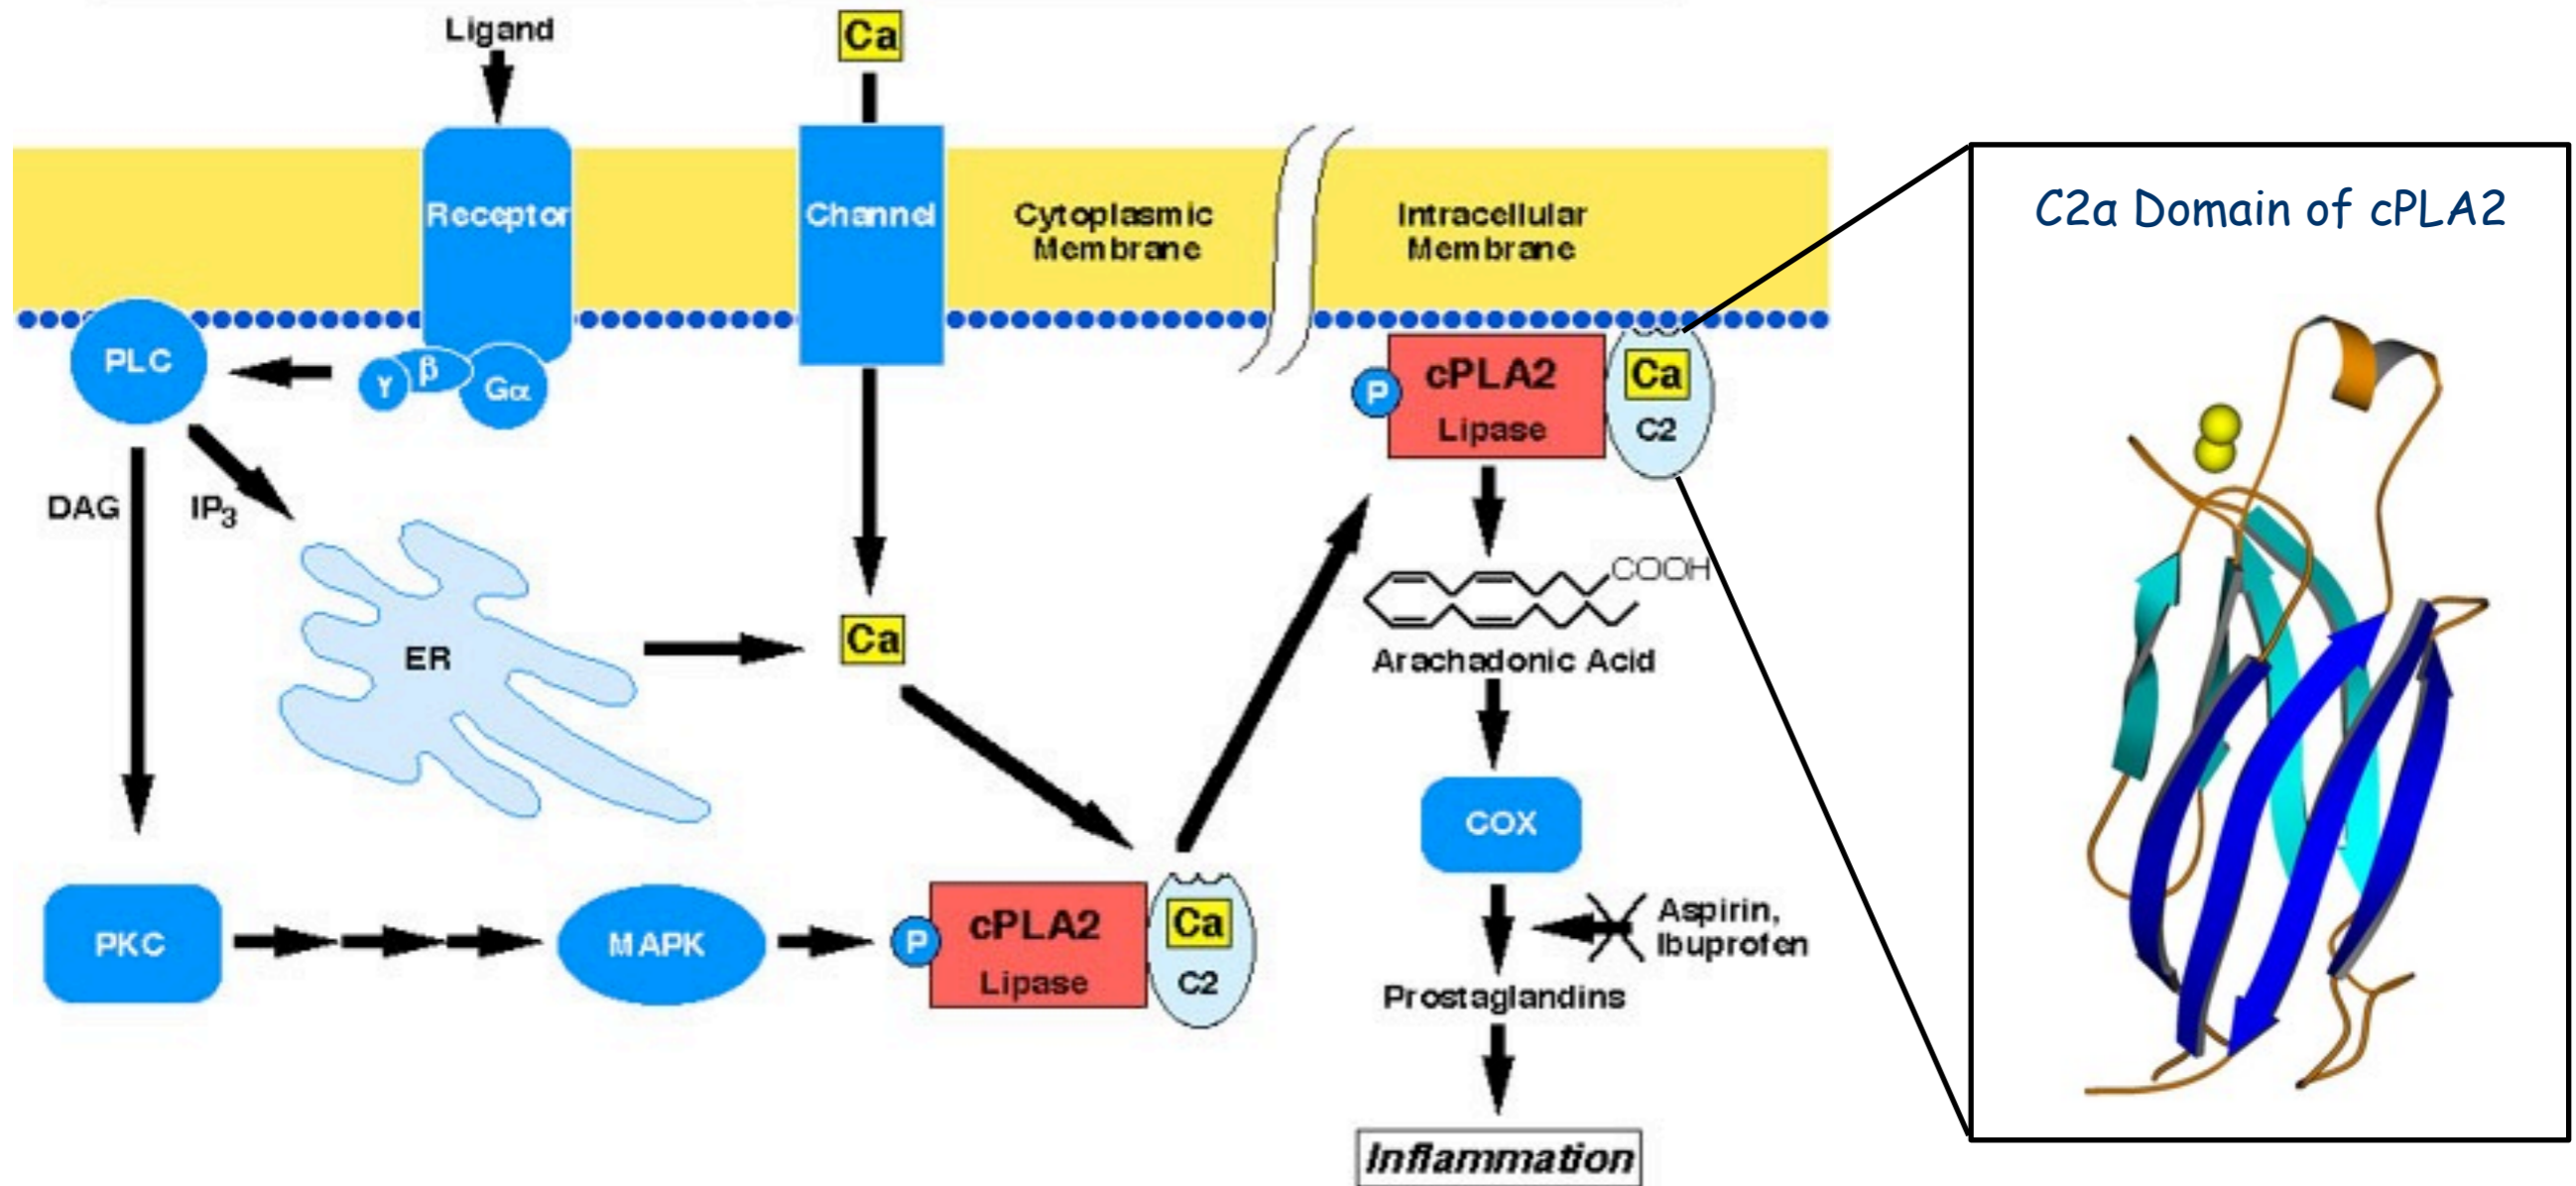 Ligand
Ca
Receptor
Channel
Cytoplasmic
Membrane
Intracellular
Membrane
C2a Domain of cPLA2
PLC
γ
β
Gα
P
cPLA2
Lipase
Ca
C2
DAG
IP3
COOH
Arachadonic Acid
ER
Ca
COX
PKC
MAPK
P
cPLA2
Lipase
Ca
C2
Aspirin,
Ibuprofen
Prostaglandins
Inflammation